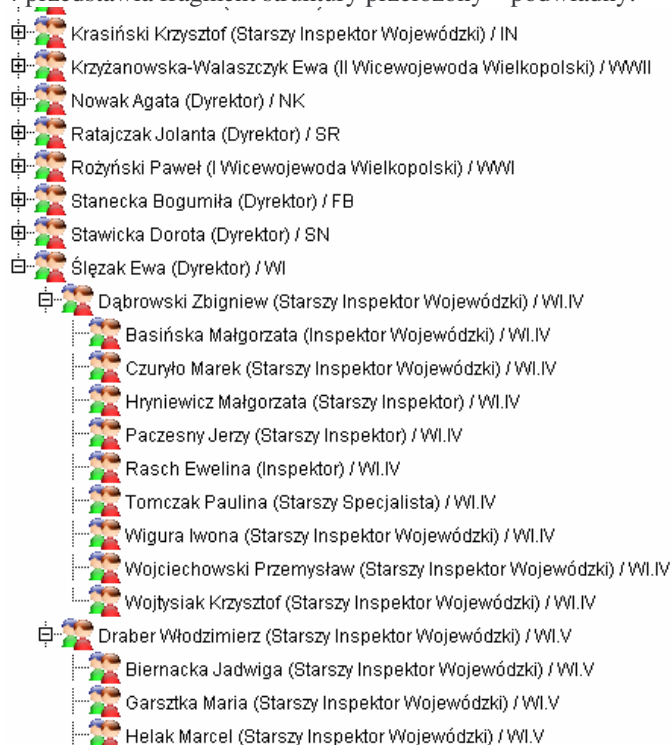 przedstawia fragment struktury przełożony – podwładny.
Krasiński Krzysztof (Starszy Inspektor Wojewódzki) / IN
Krzyżanowska-Walaszczyk Ewa (II Wicewojewoda Wielkopolski) / WWII
Nowak Agata (Dyrektor) / NK
Ratajczak Jolanta (Dyrektor) / SR
Rożyński Paweł (I Wicewojewoda Wielkopolski) / WWI
Stanecka Bogumiła (Dyrektor) / FB
Stawicka Dorota (Dyrektor) / SN
Ślęzak Ewa (Dyrektor) / WI
Dąbrowski Zbigniew (Starszy Inspektor Wojewódzki) / WI.IV
Basińska Małgorzata (Inspektor Wojewódzki) / WI.IV
Czuryło Marek (Starszy Inspektor Wojewódzki) / WI.IV
Hryniewicz Małgorzata (Starszy Inspektor) / WI.IV
Paczesny Jerzy (Starszy Inspektor) / WI.IV
Rasch Ewelina (Inspektor) / WI.IV
Tomczak Paulina (Starszy Specjalista) / WI.IV
Wigura Iwona (Starszy Inspektor Wojewódzki) / WI.IV
Wojciechowski Przemysław (Starszy Inspektor Wojewódzki) / WI.IV
Wojtysiak Krzysztof (Starszy Inspektor Wojewódzki) / WI.IV
Draber Włodzimierz (Starszy Inspektor Wojewódzki) / WI.V
Biernacka Jadwiga (Starszy Inspektor Wojewódzki) / WI.V
Garsztka Maria (Starszy Inspektor Wojewódzki) / WI.V
Helak Marcel (Starszy Inspektor Wojewódzki) / WI.V